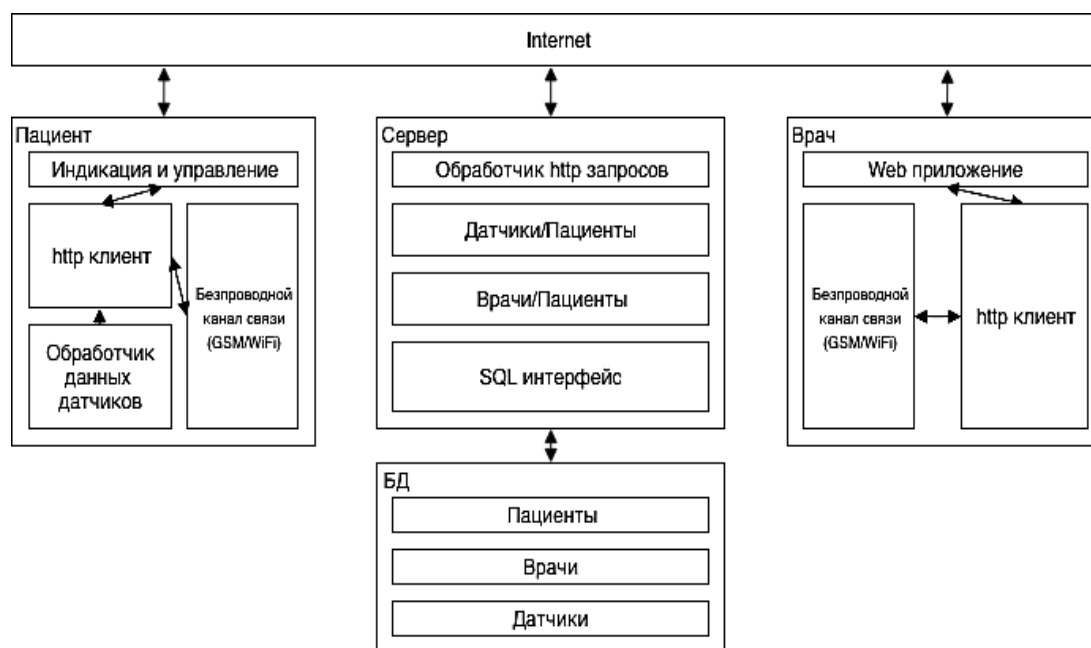 Internet
Пациент
Индикация и управление
http клиент
Обработчик
данных
датчиков
Безпроводной
канал связи
(GSM/WiFi)
Сервер
Обработчик http запросов
Датчики/Пациенты
Врачи/Пациенты
SQL интерфейс
Врач
Web приложение
Безпроводной
канал связи
(GSM/WiFi)
http клиент
БД
Пациенты
Врачи
Датчики